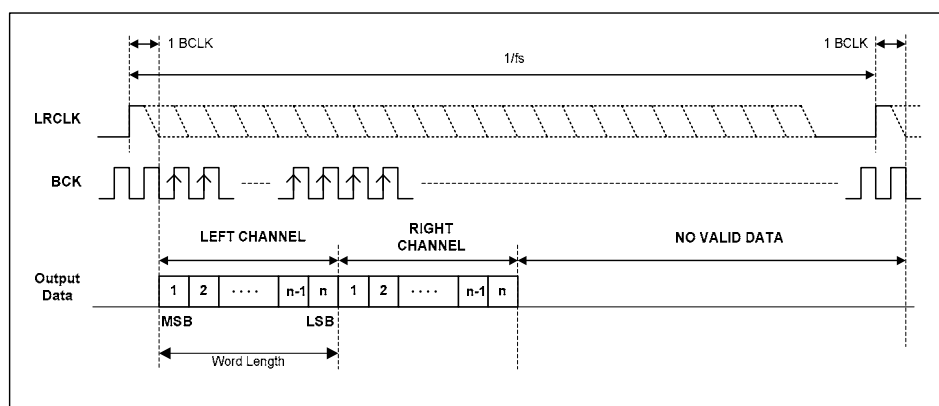 1 BCLK
1 BCLK
1/fs
LRCLK
BCK
LEFT CHANNEL
RIGHT
CHANNEL
NO VALID DATA
Output
Data
1 2 .... n-1 n 1 2 .... n-1 n
MSB
LSB
Word Length